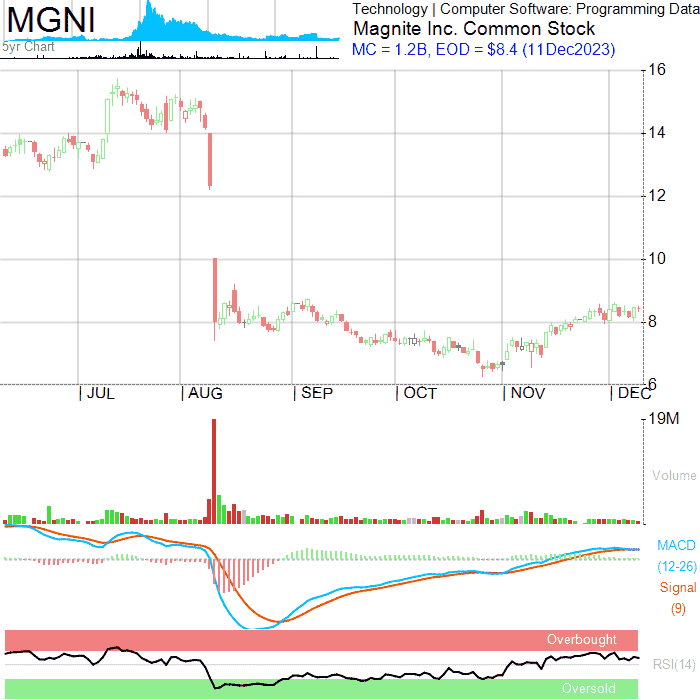 MGNI
5yr Chart
Technology | Computer Software: Programming Data
Magnite Inc. Common Stock
MC = 1.2B, EOD = $8.4 (11Dec2023)
16
14
12
10
8
6
JUL AUG SEP OCT NOV DEC
19M
Volume
MACD
(12-26)
Signal
(9)
Overbought
RSI(14)
Oversold